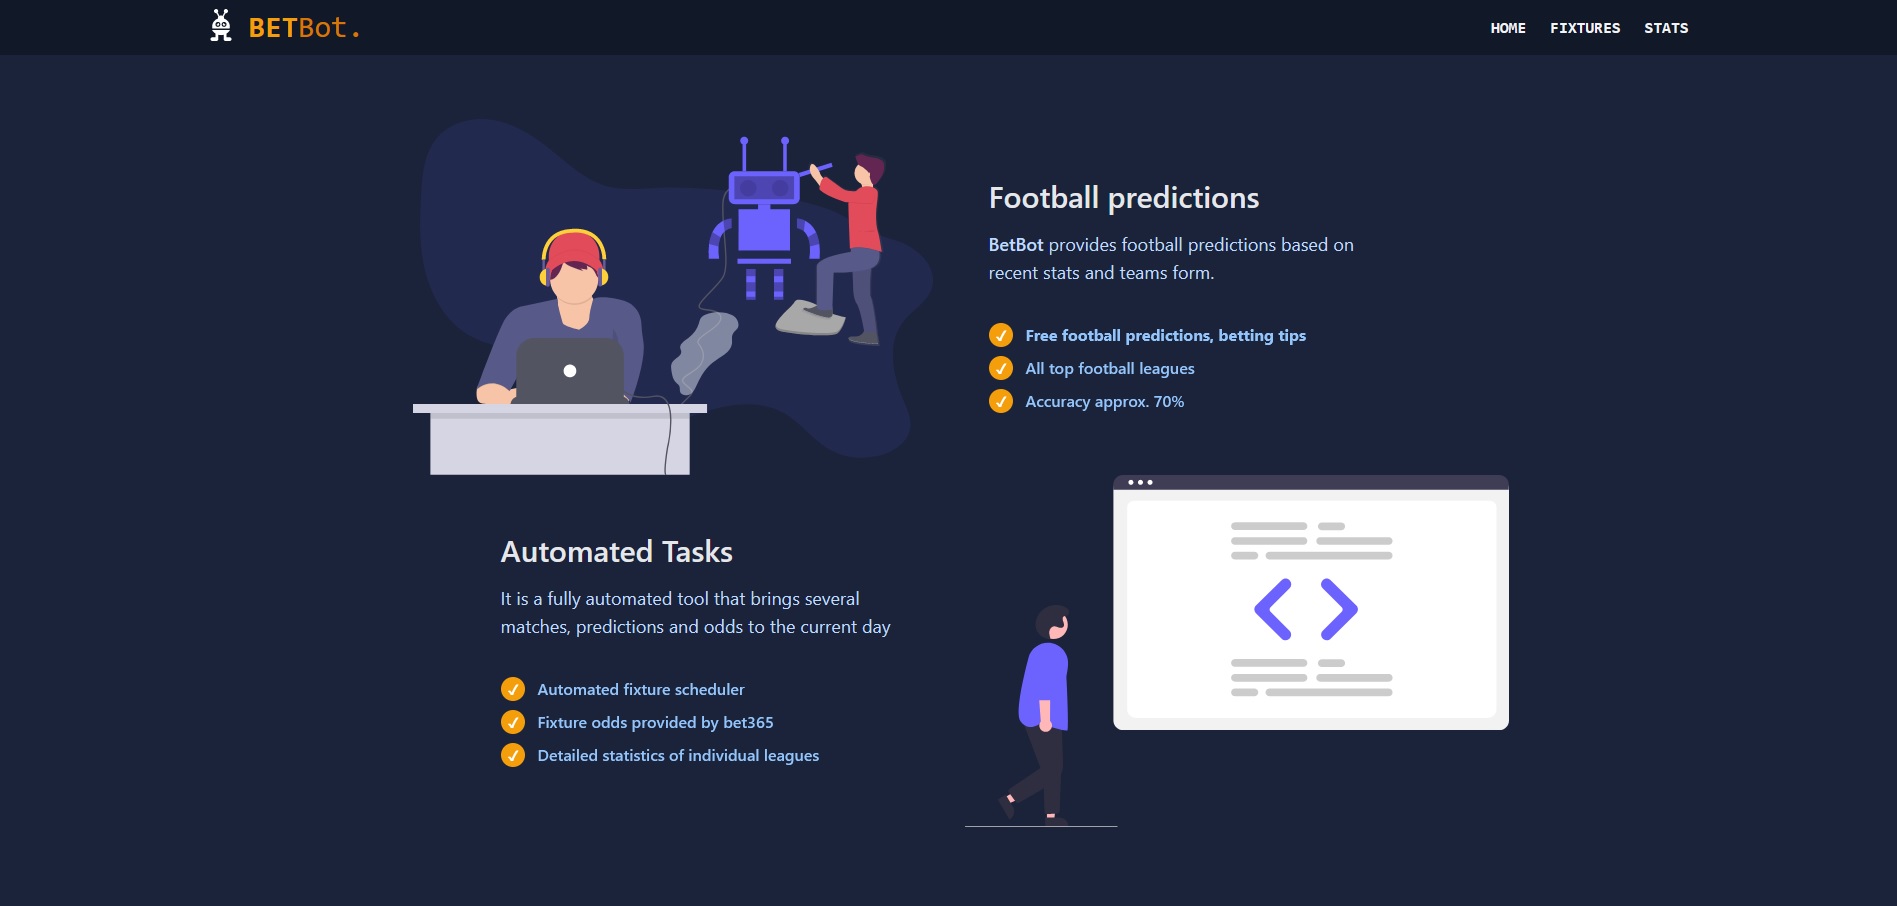 BETBot.
HOME FIXTURES STATS
Football predictions
BetBot provides football predictions based on
recent stats and teams form.
Free football predictions, betting tips
All top football leagues
Accuracy approx. 70%
Automated Tasks
It is a fully automated tool that brings several
matches, predictions and odds to the current day
Automated fixture scheduler
Fixture odds provided by bet365
Detailed statistics of individual leagues